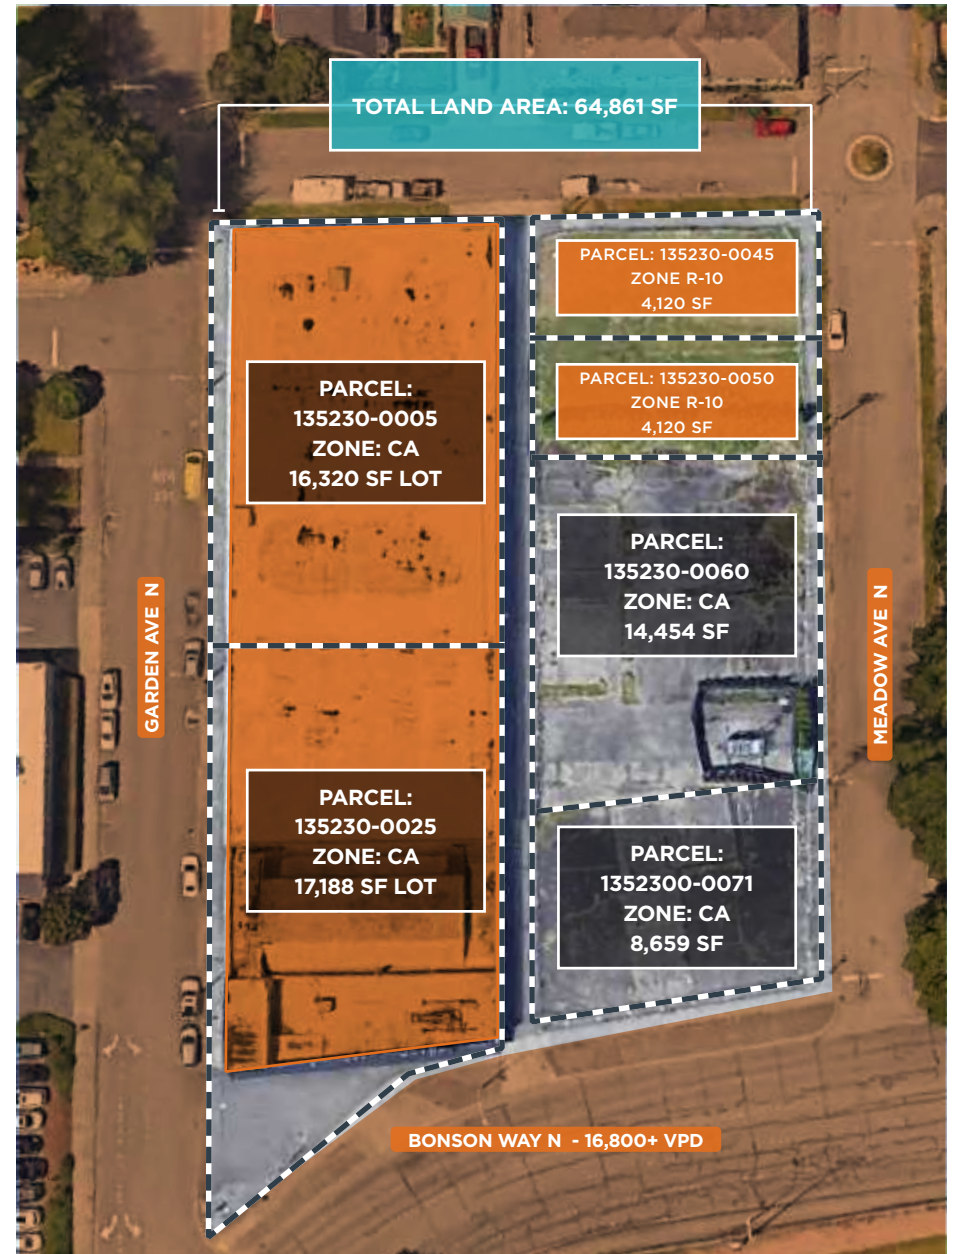 TOTAL LAND AREA: 64,861 SF
PARCEL: 135230-0045
ZONE R-10
4,120 SF
PARCEL: 135230-0050
ZONE R-10
4,120 SF
PARCEL:
135230-0005
ZONE: CA
16,320 SF LOT
PARCEL:
135230-0060
ZONE: CA
14,454 SF
GARDEN AVE N
MEADOW AVE N
PARCEL:
135230-0025
ZONE: CA
17,188 SF LOT
PARCEL:
1352300-0071
ZONE: CA
8,659 SF
BONSON WAY N - 16,800+ VPD